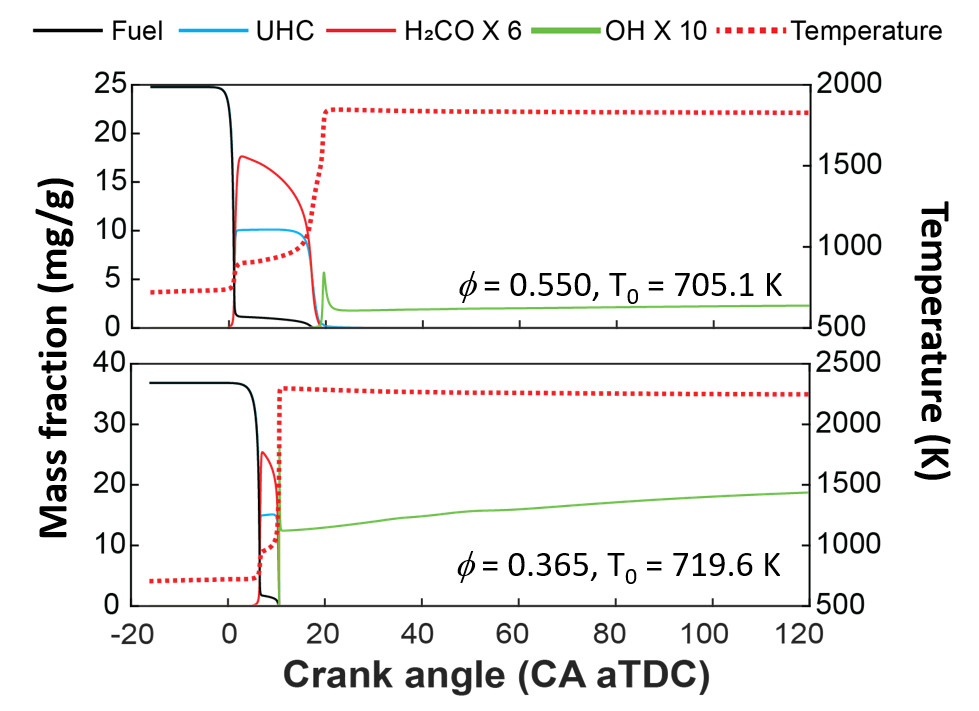 Fuel UHC H₂CO X 6 OH X 10 Temperature
25 2000
20
15 1500
10 1000
5
0 500
ϕ = 0.550, T₀ = 705.1 K
40 2500
30 2000
20 1500
10 1000
0 500
ϕ = 0.365, T₀ = 719.6 K
-20 0 20 40 60 80 100 120
Crank angle (CA aTDC)
Mass fraction (mg/g)
Temperature (K)